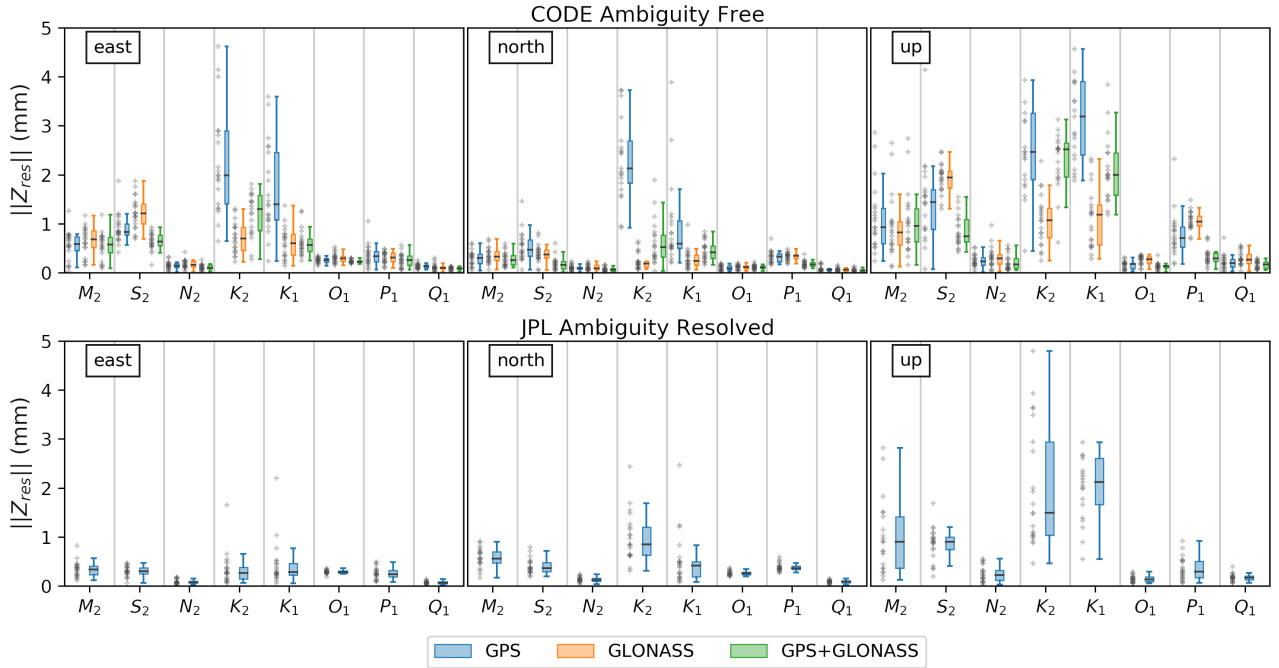 CODE Ambiguity Free
east
north
up
||Z_res|| (mm)
5
4
3
2
1
0
M₂ S₂ N₂ K₂ K₁ O₁ P₁ Q₁
M₂ S₂ N₂ K₂ K₁ O₁ P₁ Q₁
M₂ S₂ N₂ K₂ K₁ O₁ P₁ Q₁
JPL Ambiguity Resolved
east
north
up
||Z_res|| (mm)
5
4
3
2
1
0
M₂ S₂ N₂ K₂ K₁ O₁ P₁ Q₁
M₂ S₂ N₂ K₂ K₁ O₁ P₁ Q₁
M₂ S₂ N₂ K₂ K₁ O₁ P₁ Q₁
GPS
GLONASS
GPS+GLONASS